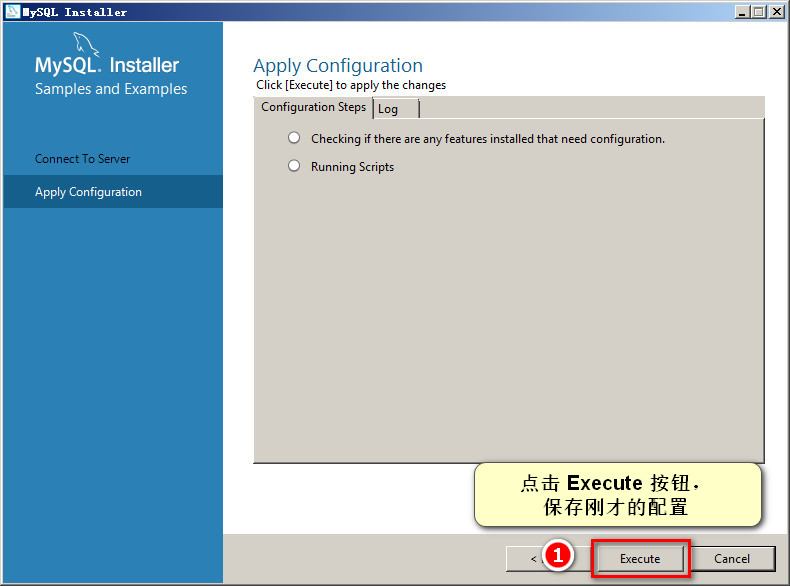 MySQL Installer
MySQL. Installer
Samples and Examples
Connect To Server
Apply Configuration
Apply Configuration
Click [Execute] to apply the changes
Configuration Steps
Log
Checking if there are any features installed that need configuration.
Running Scripts
点击 Execute 按钮，
保存刚才的配置
<
1
Execute
Cancel